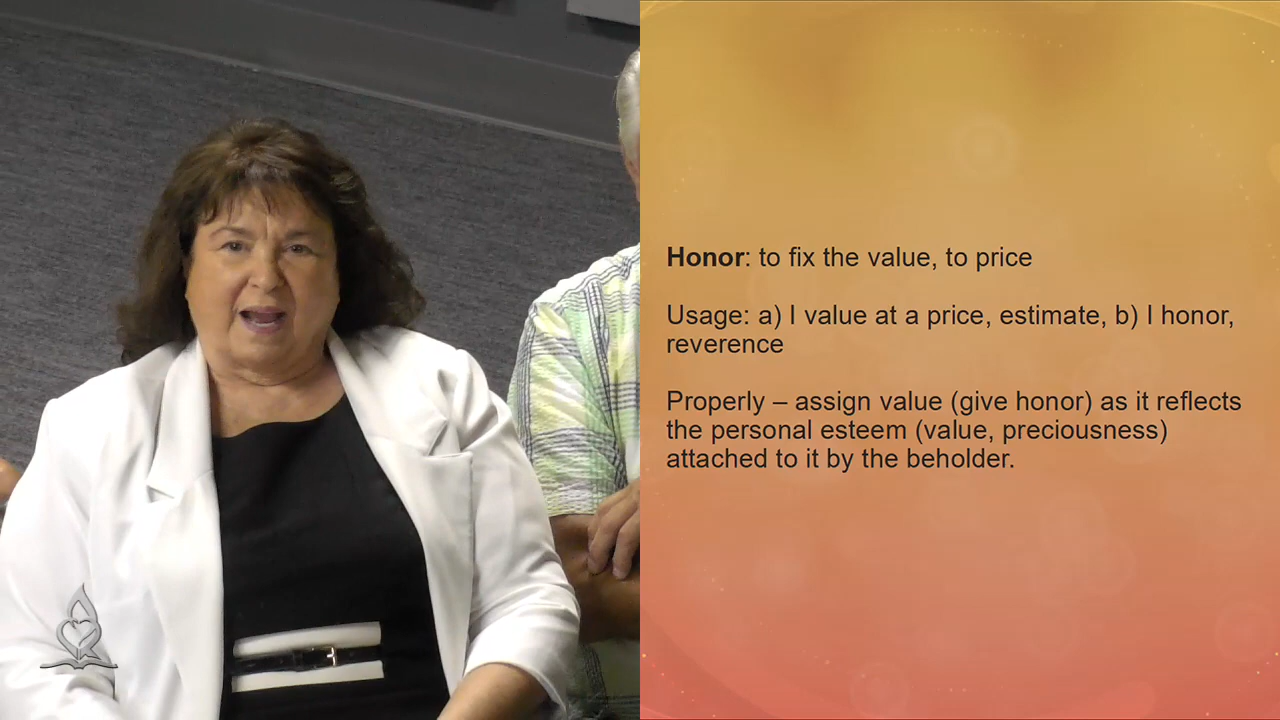 Honor: to fix the value, to price
Usage: a) I value at a price, estimate, b) I honor,
reverence
Properly – assign value (give honor) as it reflects
the personal esteem (value, preciousness)
attached to it by the beholder.